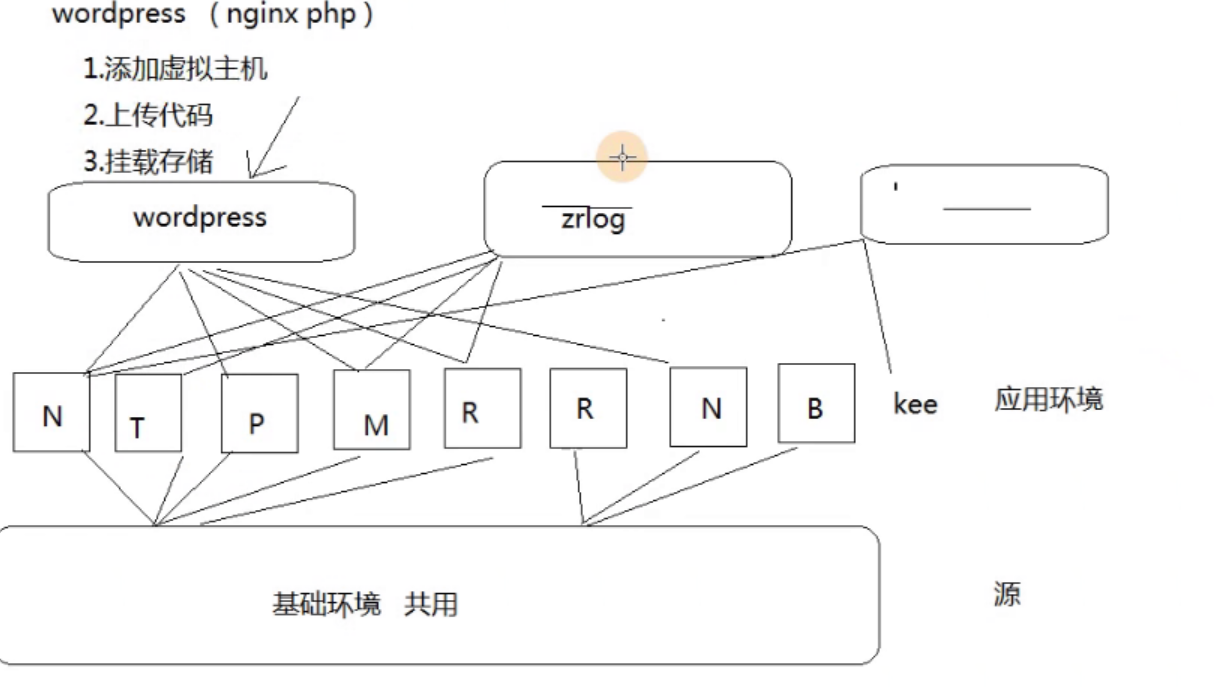 wordpress （ nginx php ）
1.添加虚拟主机
2.上传代码
3.挂载存储
wordpress
zrlog
N
T
P
M
R
R
N
B
kee
应用环境
基础环境 共用
源